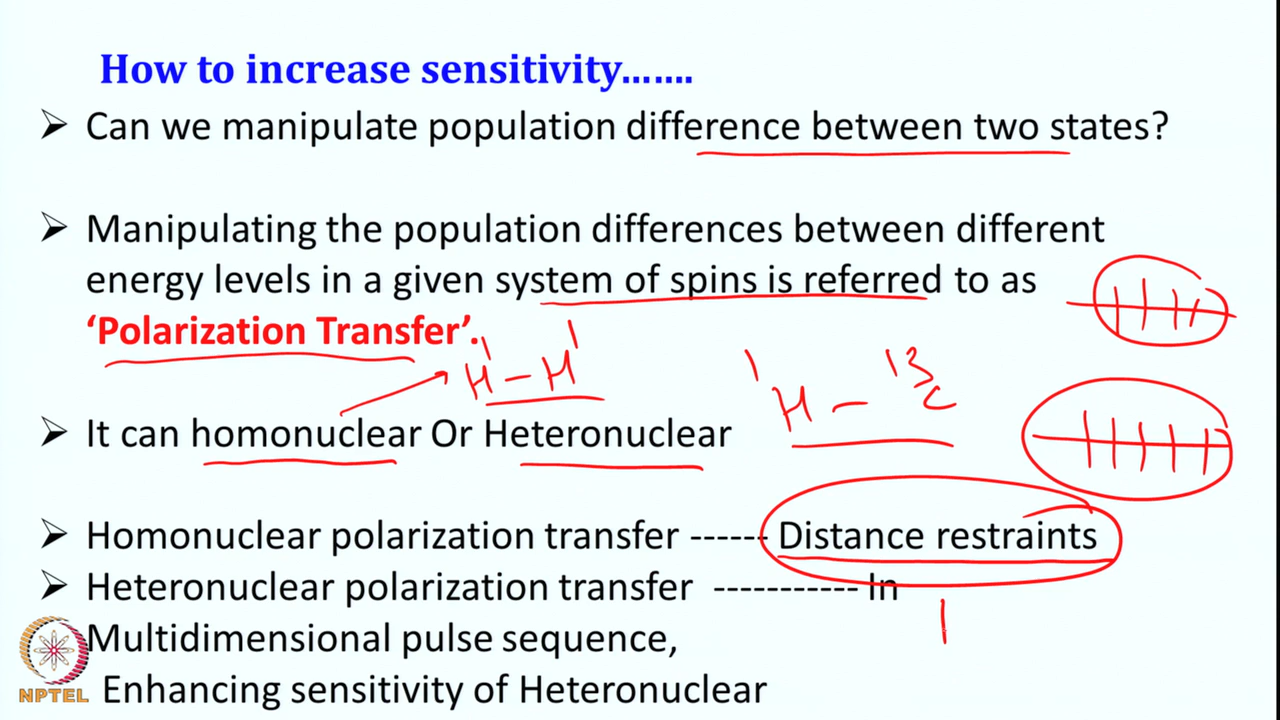 How to increase sensitivity.......
➢ Can we manipulate population difference between two states?
➢ Manipulating the population differences between different
energy levels in a given system of spins is referred to as
‘Polarization Transfer’.
¹H – H¹
¹H – ¹³C
➢ It can homonuclear Or Heteronuclear
➢ Homonuclear polarization transfer ------ Distance restraints
➢ Heteronuclear polarization transfer ----------- In
Multidimensional pulse sequence,
Enhancing sensitivity of Heteronuclear
NPTEL